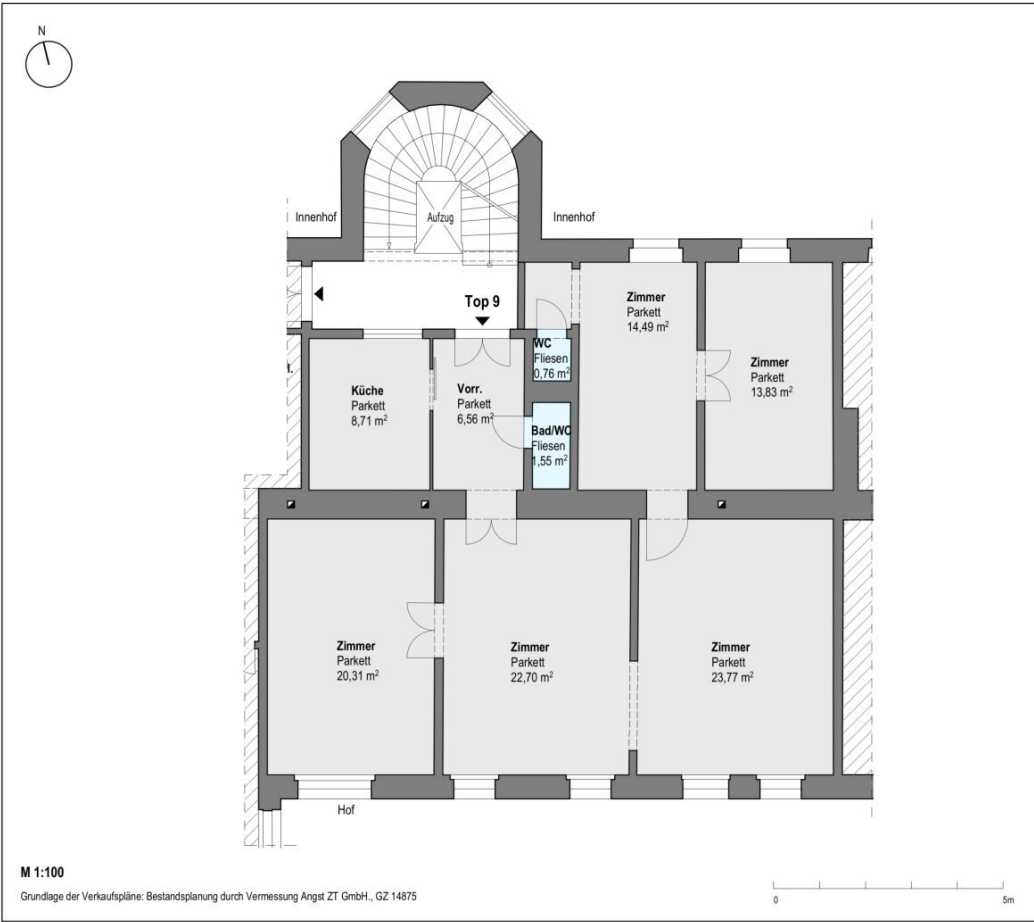 N
Innenhof
Aufzug
Innenhof
Top 9
Zimmer
Parkett
14,49 m²
WC
Fliesen
0,76 m²
Zimmer
Parkett
13,83 m²
Küche
Parkett
8,71 m²
Vorr.
Parkett
6,56 m²
Bad/WC
Fliesen
1,55 m²
Zimmer
Parkett
20,31 m²
Zimmer
Parkett
22,70 m²
Zimmer
Parkett
23,77 m²
Hof
M 1:100
Grundlage der Verkaufspläne: Bestandsplanung durch Vermessung Angst ZT GmbH., GZ 14875
0
5m